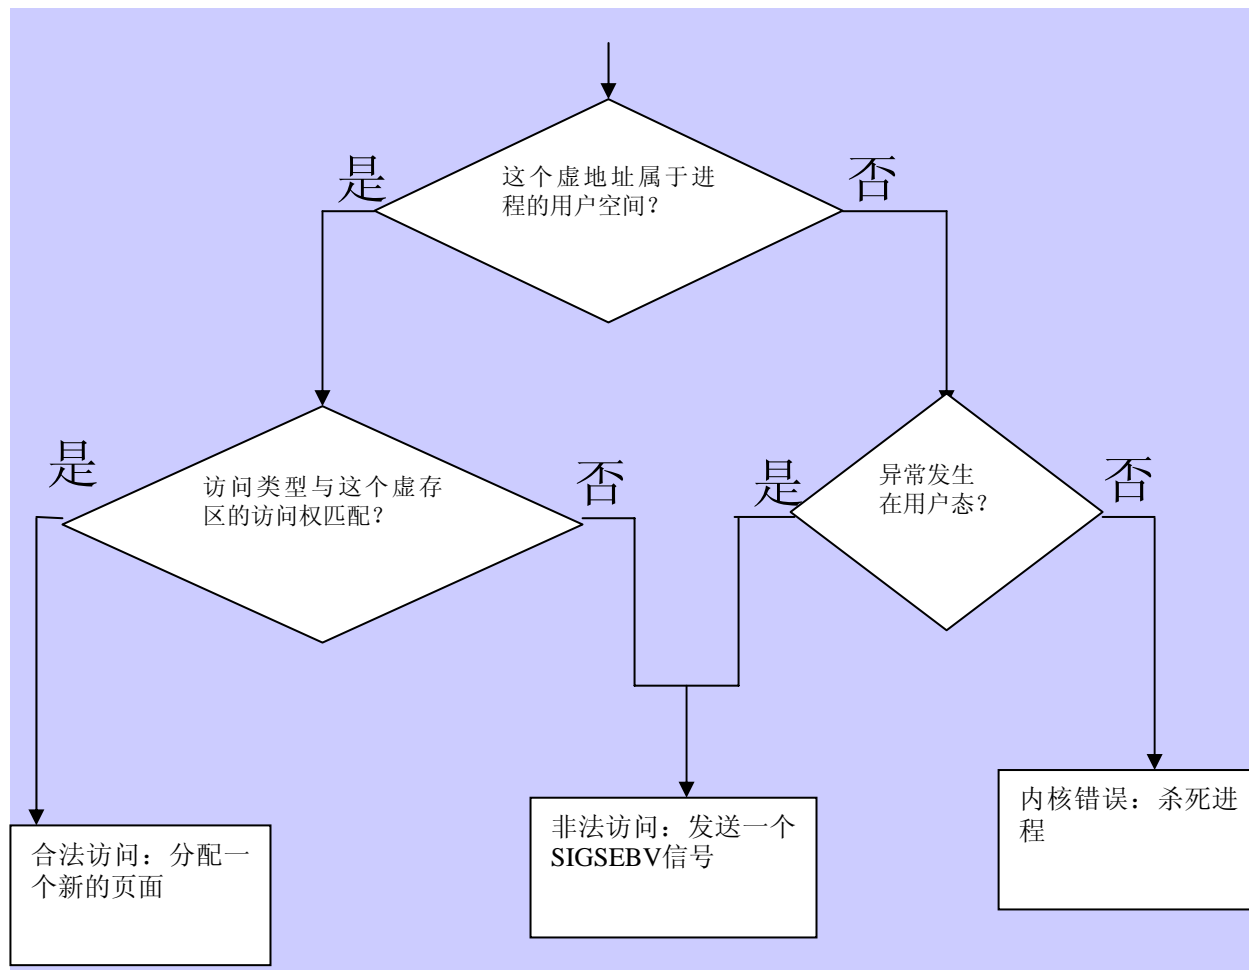 是
这个虚地址属于进
程的用户空间？
否
是
访问类型与这个虚存
区的访问权匹配？
否
是
异常发生
在用户态？
否
合法访问：分配一
个新的页面
非法访问：发送一个
SIGSEBV信号
内核错误：杀死进
程